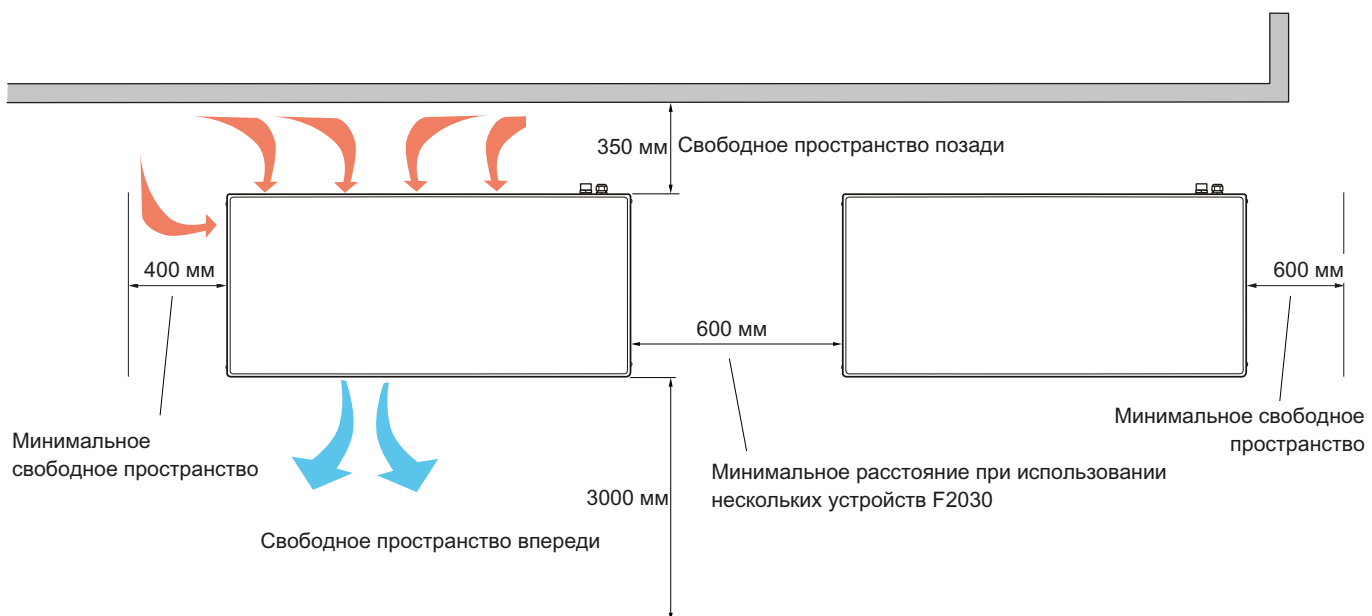 350 мм
Свободное пространство позади
400 мм
600 мм
600 мм
Минимальное
свободное пространство
Минимальное свободное
пространство
Минимальное расстояние при использовании
нескольких устройств F2030
3000 мм
Свободное пространство впереди